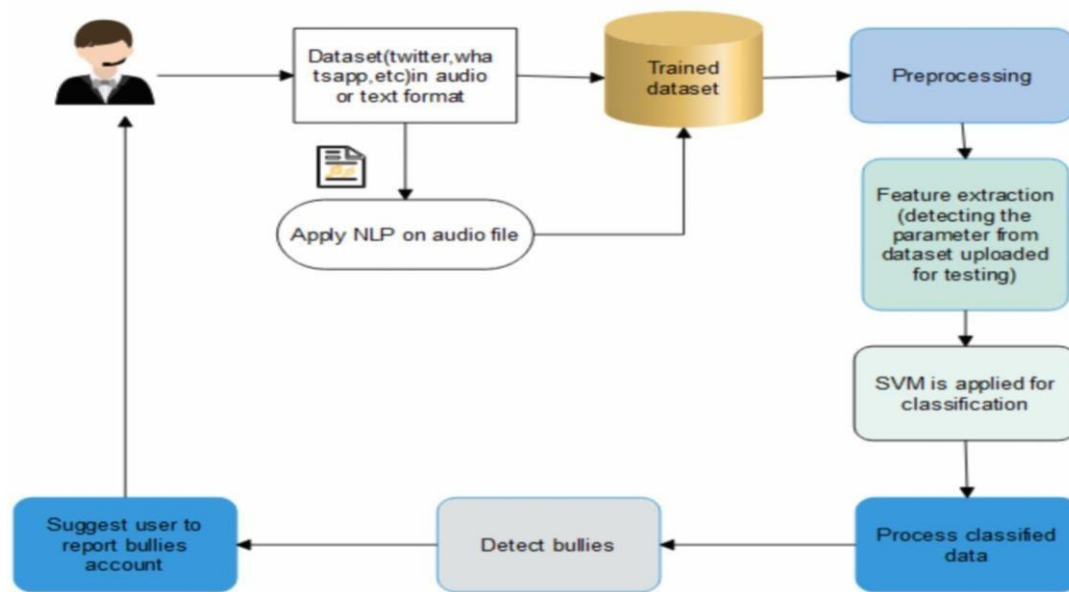 Dataset(twitter,wha
tsapp,etc)in audio
or text format
Trained
dataset
Preprocessing
Apply NLP on audio file
Feature extraction
(detecting the
parameter from
dataset uploaded
for testing)
SVM is applied for
classification
Process classified
data
Detect bullies
Suggest user to
report bullies
account